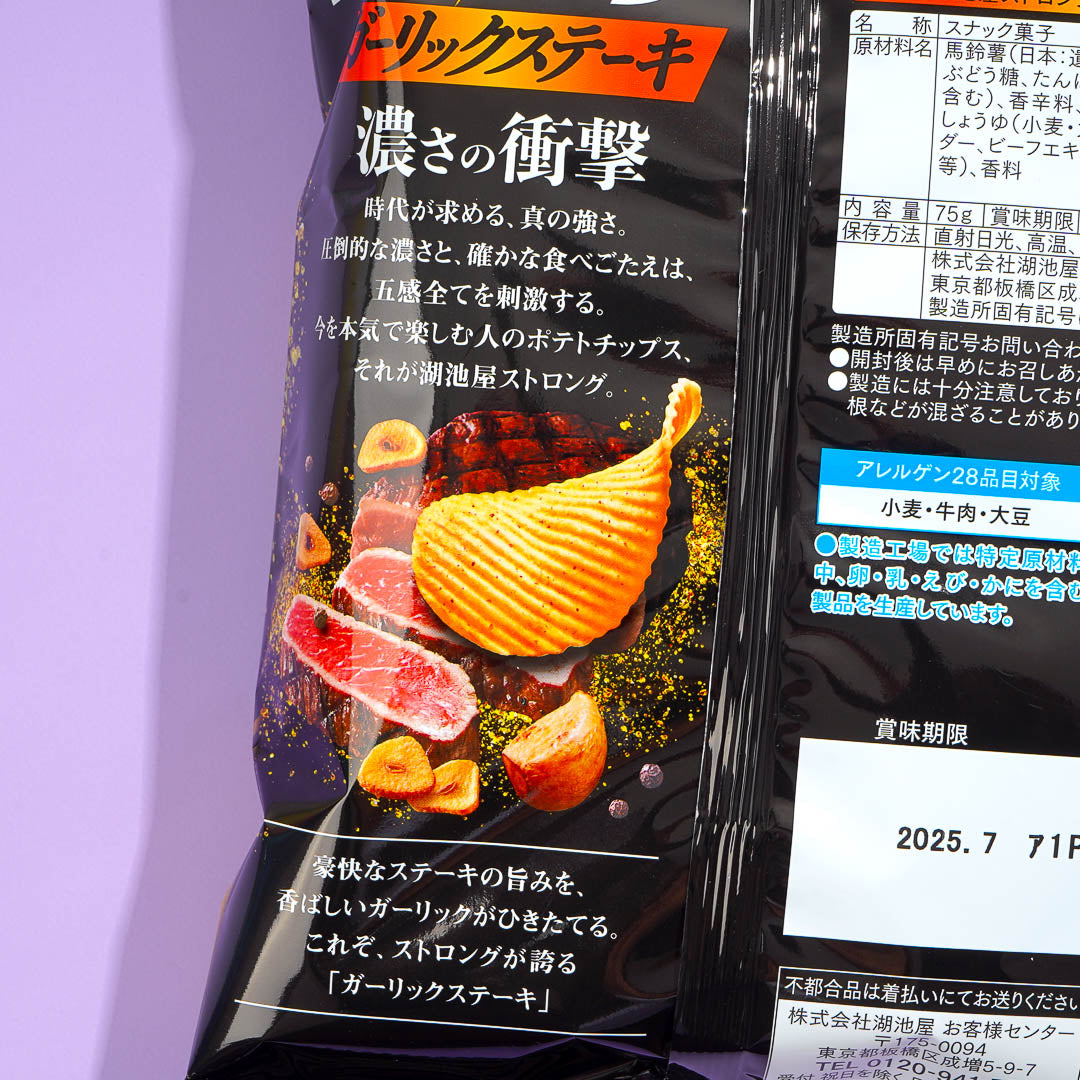 ガーリックステーキ
濃さの衝撃
時代が求める、真の強さ。
圧倒的な濃さと、確かな食べごたえは、
五感全てを刺激する。
今を本気で楽しむ人のポテトチップス、
それが湖池屋ストロング。
豪快なステーキの旨みを、
香ばしいガーリックがひきたてる。
これぞ、ストロングが誇る
「ガーリックステーキ」
名 称 スナック菓子
原材料名 馬鈴薯(日本:遺
ぶどう糖、たんぱ
含む)、香辛料、
しょうゆ(小麦・
ダー、ビーフエキ
等)、香料
内容量 75g 賞味期限
保存方法 直射日光、高温、
株式会社湖池屋
東京都板橋区成
製造所固有記号
製造所固有記号お問い合わ
●開封後は早めにお召しあ
●製造には十分注意しており
根などが混ざることがあり
アレルゲン28品目対象
小麦・牛肉・大豆
●製造工場では特定原材料
中、卵・乳・えび・かにを含む
製品を生産しています。
賞味期限
2025.7 ア1P
不都合品は着払いにてお送りください
株式会社湖池屋 お客様センター
〒175-0094
東京都板橋区成増5-9-7
TEL 0120-94
受付 祝日を除く